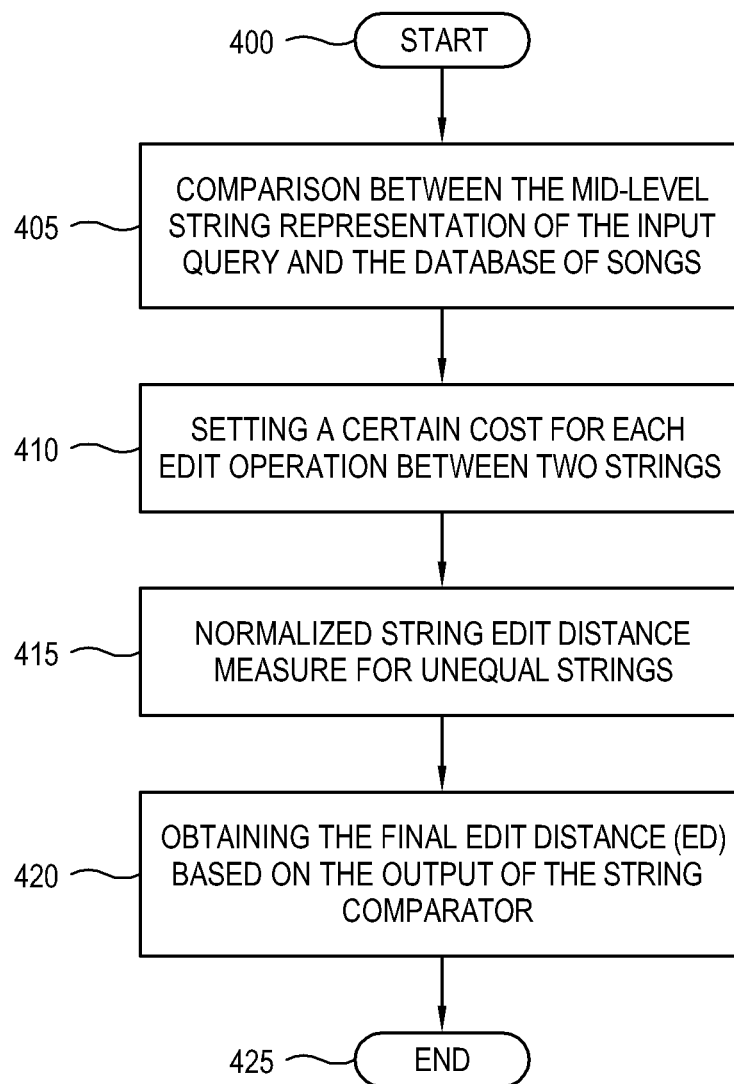 400
START
405
COMPARISON BETWEEN THE MID-LEVEL
STRING REPRESENTATION OF THE INPUT
QUERY AND THE DATABASE OF SONGS
410
SETTING A CERTAIN COST FOR EACH
EDIT OPERATION BETWEEN TWO STRINGS
415
NORMALIZED STRING EDIT DISTANCE
MEASURE FOR UNEQUAL STRINGS
420
OBTAINING THE FINAL EDIT DISTANCE (ED)
BASED ON THE OUTPUT OF THE STRING
COMPARATOR
425
END